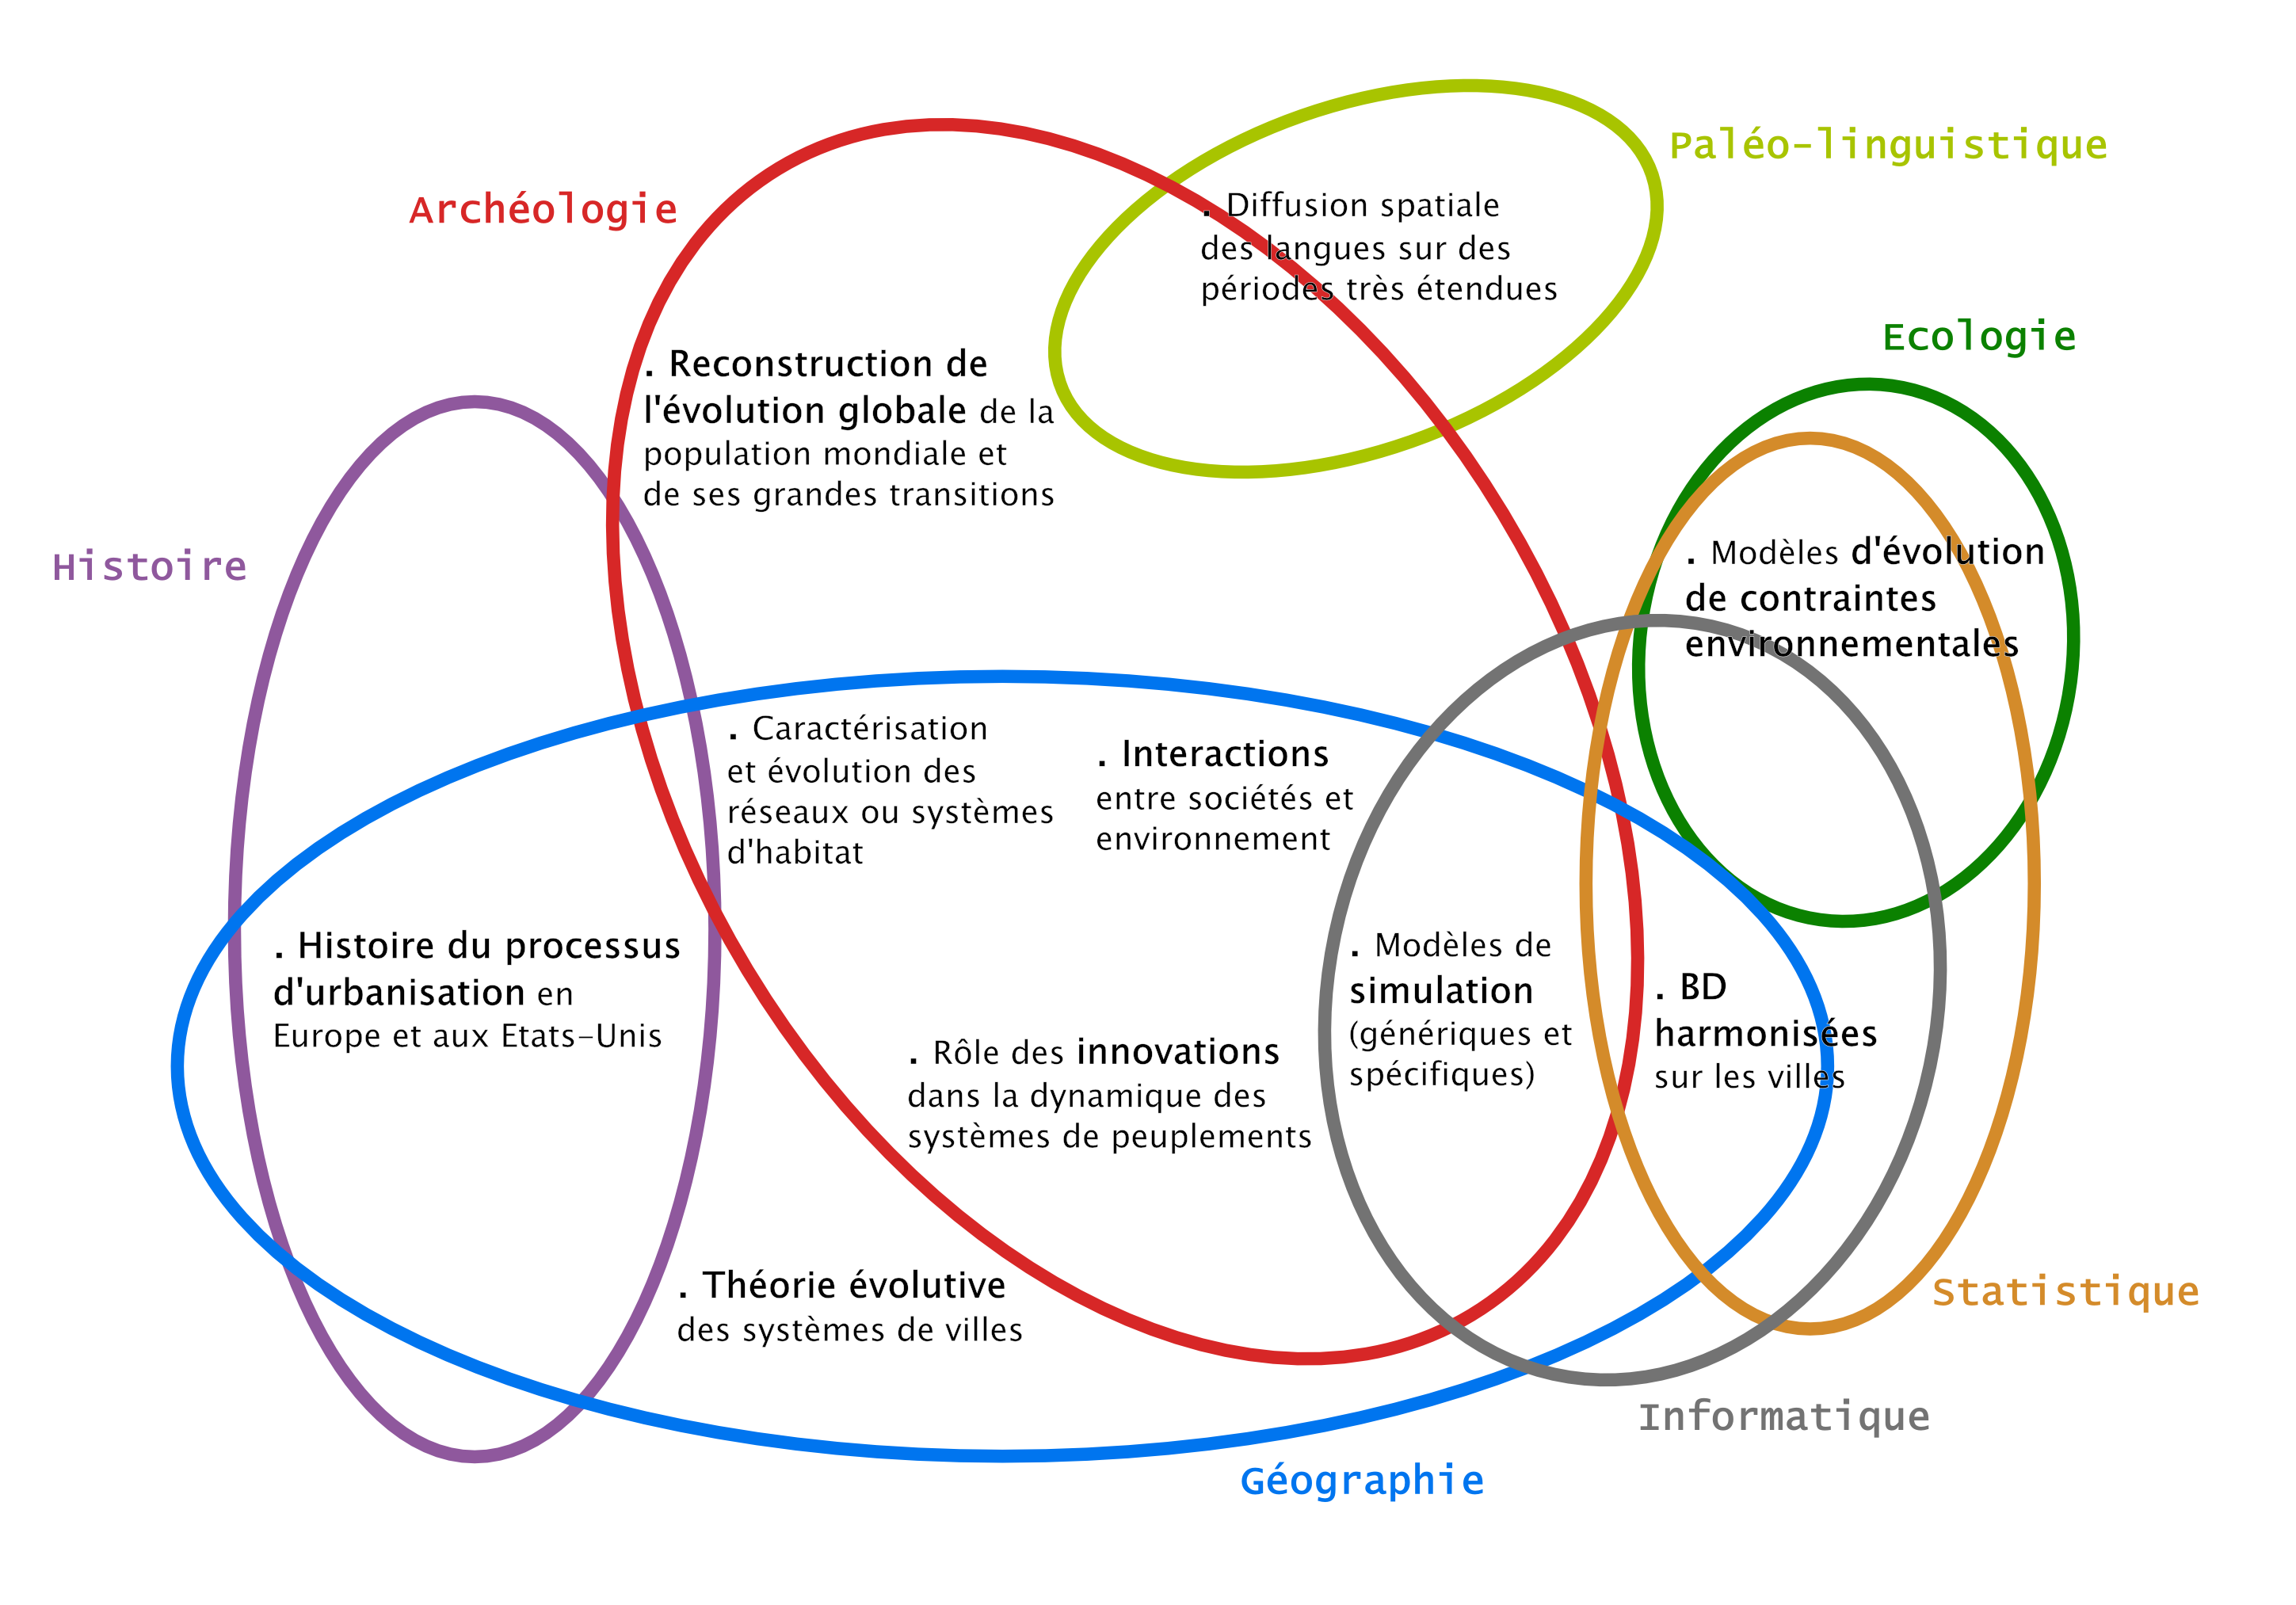 Paléo-linguistique
Archéologie
. Diffusion spatiale
des langues sur des
périodes très étendues
Ecologie
. Reconstruction de
l'évolution globale de la
population mondiale et
de ses grandes transitions
Histoire
. Modèles d'évolution
de contraintes
environnementales
. Caractérisation
et évolution des
réseaux ou systèmes
d'habitat
. Interactions
entre sociétés et
environnement
. Histoire du processus
d'urbanisation en
Europe et aux Etats-Unis
. Modèles de
simulation
(génériques et
spécifiques)
. BD
harmonisées
sur les villes
. Rôle des innovations
dans la dynamique des
systèmes de peuplements
. Théorie évolutive
des systèmes de villes
Statistique
Informatique
Géographie